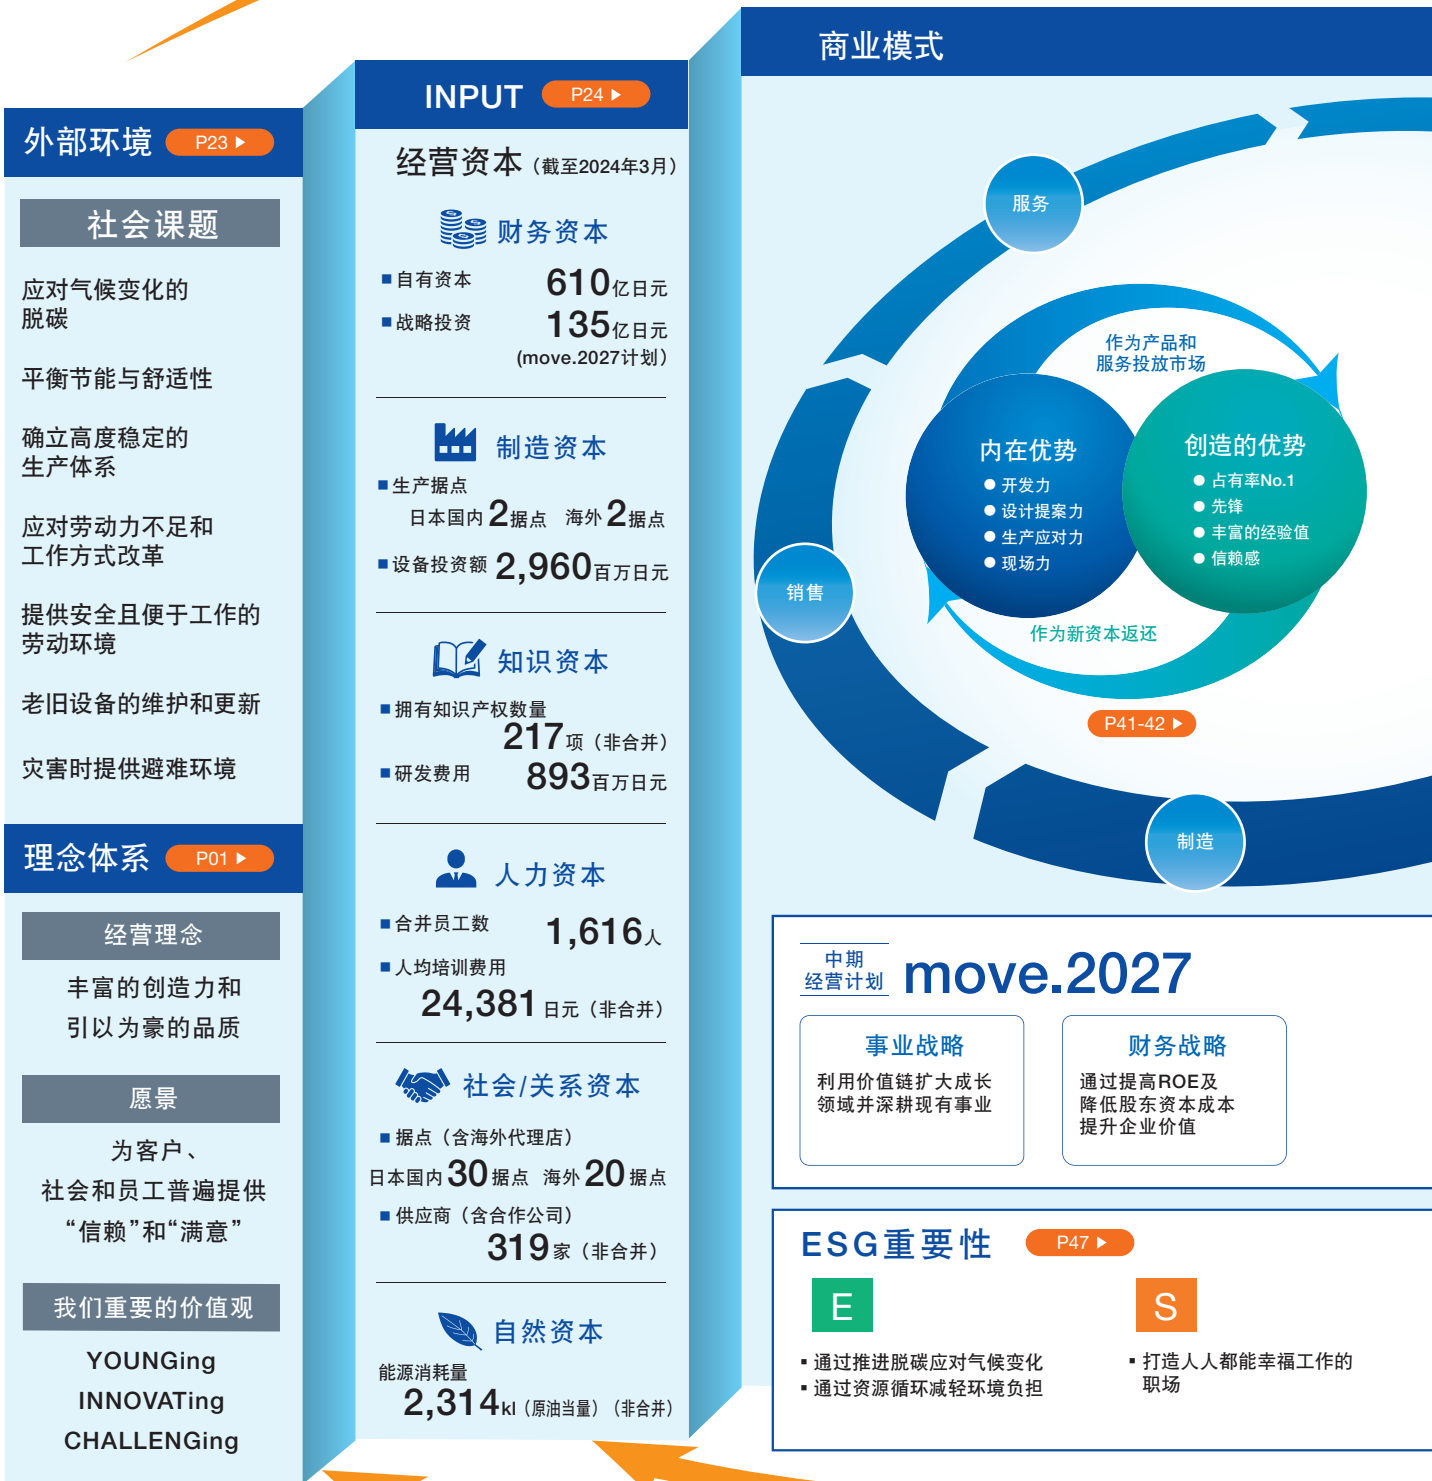 外部环境 P23
社会课题
应对气候变化的
脱碳
平衡节能与舒适性
确立高度稳定的
生产体系
应对劳动力不足和
工作方式改革
提供安全且便于工作的
劳动环境
老旧设备的维护和更新
灾害时提供避难环境
理念体系 P01
经营理念
丰富的创造力和
引以为豪的品质
愿景
为客户、
社会和员工普遍提供
“信赖”和“满意”
我们重要的价值观
YOUNGing
INNOVATing
CHALLENGing
INPUT P24
经营资本（截至2024年3月）
财务资本
自有资本 610亿日元
战略投资 135亿日元
(move.2027计划）
制造资本
生产据点
日本国内2据点 海外2据点
设备投资额 2,960百万日元
知识资本
拥有知识产权数量
217项（非合并）
研发费用 893百万日元
人力资本
合并员工数 1,616人
人均培训费用
24,381日元（非合并）
社会/关系资本
据点（含海外代理店）
日本国内30据点 海外20据点
供应商（含合作公司）
319家（非合并）
自然资本
能源消耗量
2,314kl（原油当量）（非合并）
商业模式
服务
作为产品和
服务投放市场
内在优势
● 开发力
● 设计提案力
● 生产应对力
● 现场力
创造的优势
● 占有率No.1
● 先锋
● 丰富的经验值
● 信赖感
销售
作为新资本返还
P41-42
制造
中期
经营计划
move.2027
事业战略
利用价值链扩大成长
领域并深耕现有事业
财务战略
通过提高ROE及
降低股东资本成本
提升企业价值
ESG重要性 P47
E
▪ 通过推进脱碳应对气候变化
▪ 通过资源循环减轻环境负担
S
▪ 打造人人都能幸福工作的
职场